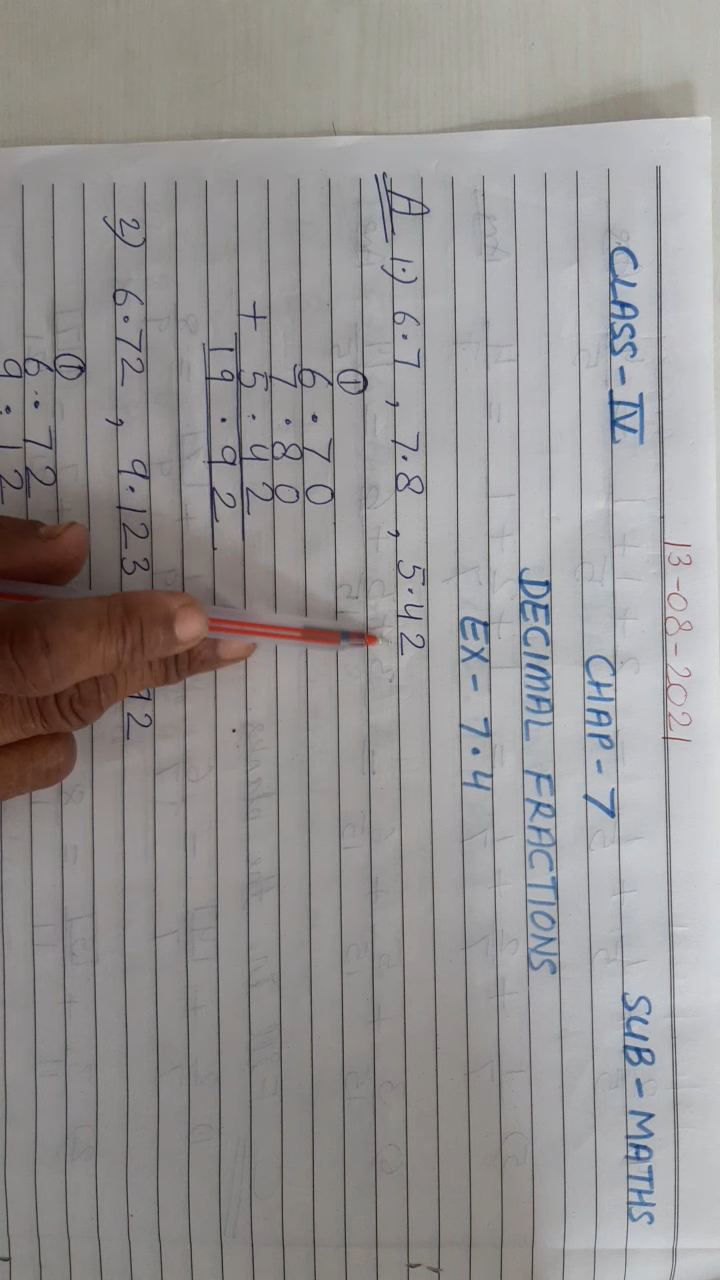 13-08-2021
CLASS-IV CHAP-7 SUB-MATHS
DECIMAL FRACTIONS
EX-7.4
A 1) 6.7, 7.8, 5.42
1
6.70
7.80
+ 5.42
19.92
2) 6.72, 9.123
1
6.72
9.12